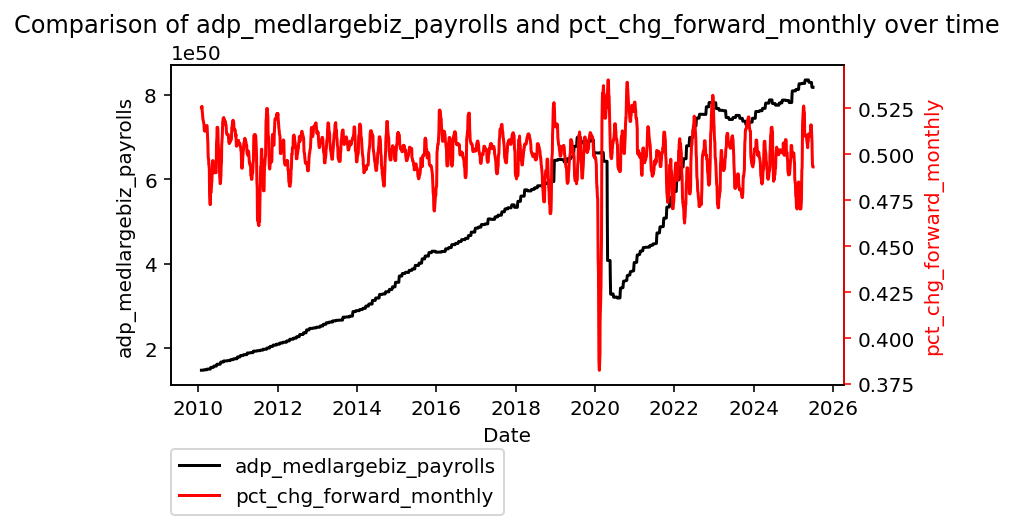 Comparison of adp_medlargebiz_payrolls and pct_chg_forward_monthly over time
1e50
8
6
4
2
adp_medlargebiz_payrolls
0.525
0.500
0.475
0.450
0.425
0.400
0.375
pct_chg_forward_monthly
2010 2012 2014 2016 2018 2020 2022 2024 2026
Date
adp_medlargebiz_payrolls
pct_chg_forward_monthly